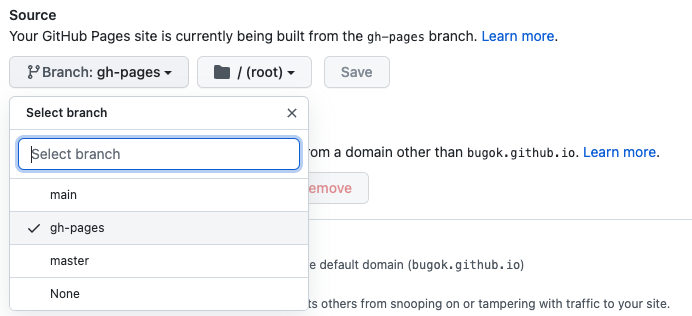 Source
Your GitHub Pages site is currently being built from the gh-pages branch. Learn more.
Branch: gh-pages / (root) Save
Select branch
Select branch
om a domain other than bugok.github.io. Learn more.
main
emove
gh-pages
master
e default domain (bugok.github.io)
None
ts others from snooping on or tampering with traffic to your site.